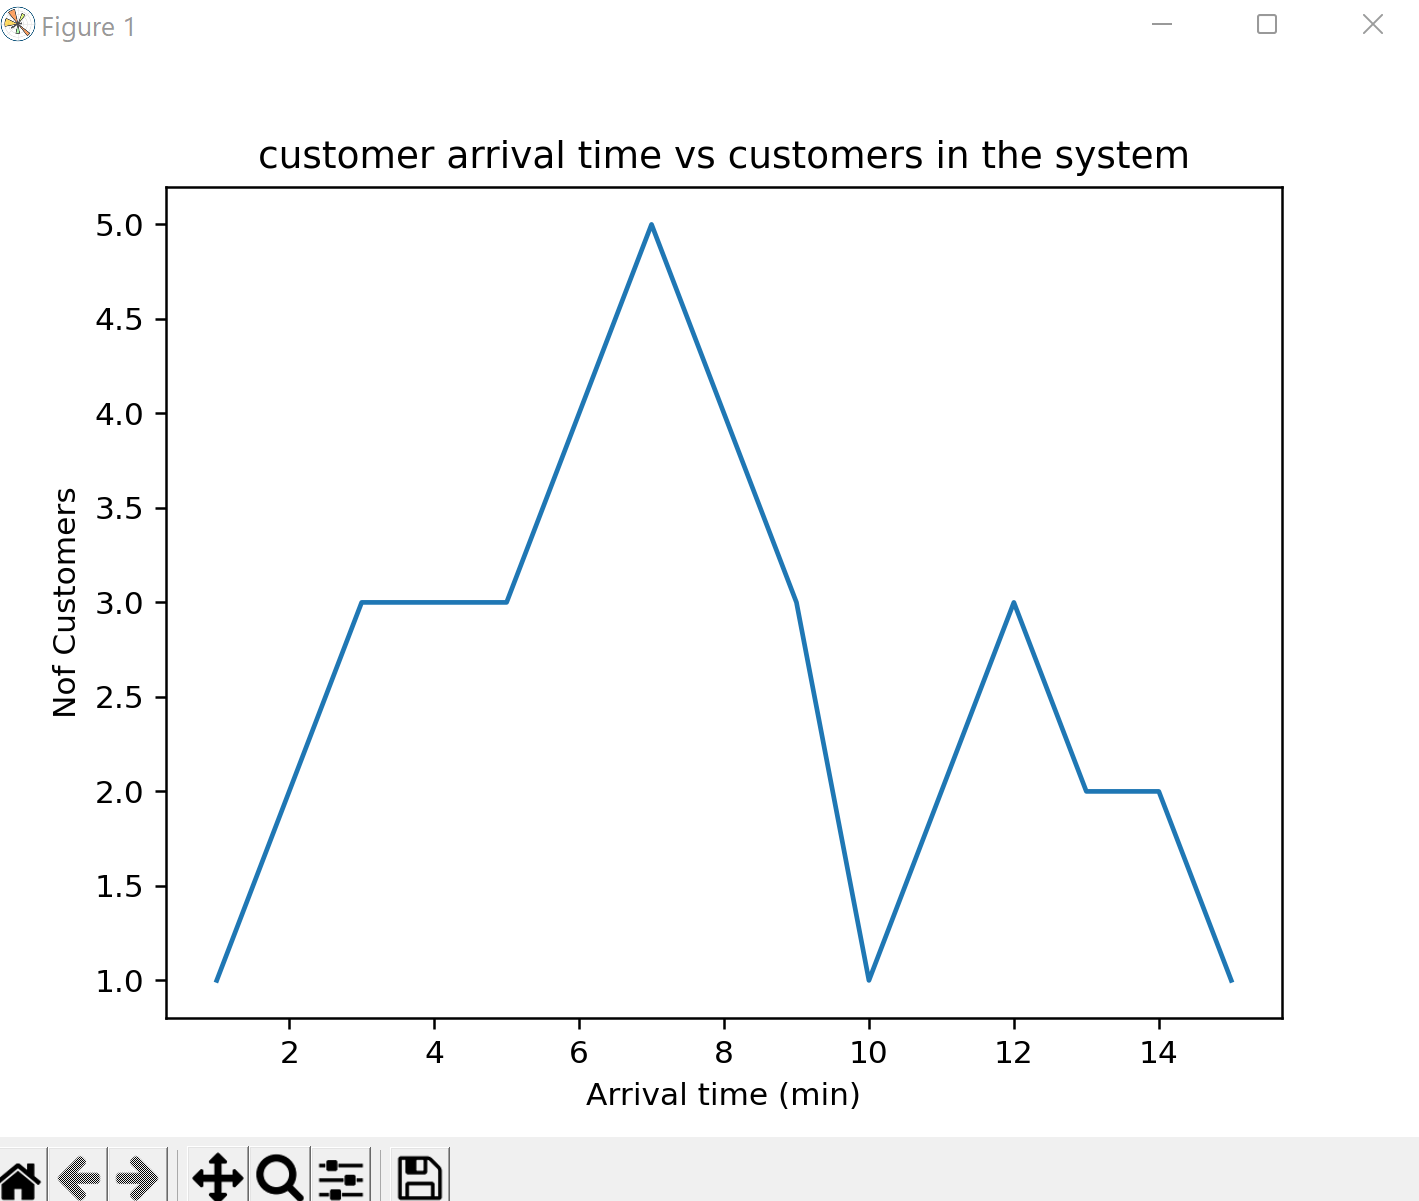 Figure 1
customer arrival time vs customers in the system
5.0
4.5
4.0
3.5
3.0
2.5
2.0
1.5
1.0
Nof Customers
2 4 6 8 10 12 14
Arrival time (min)